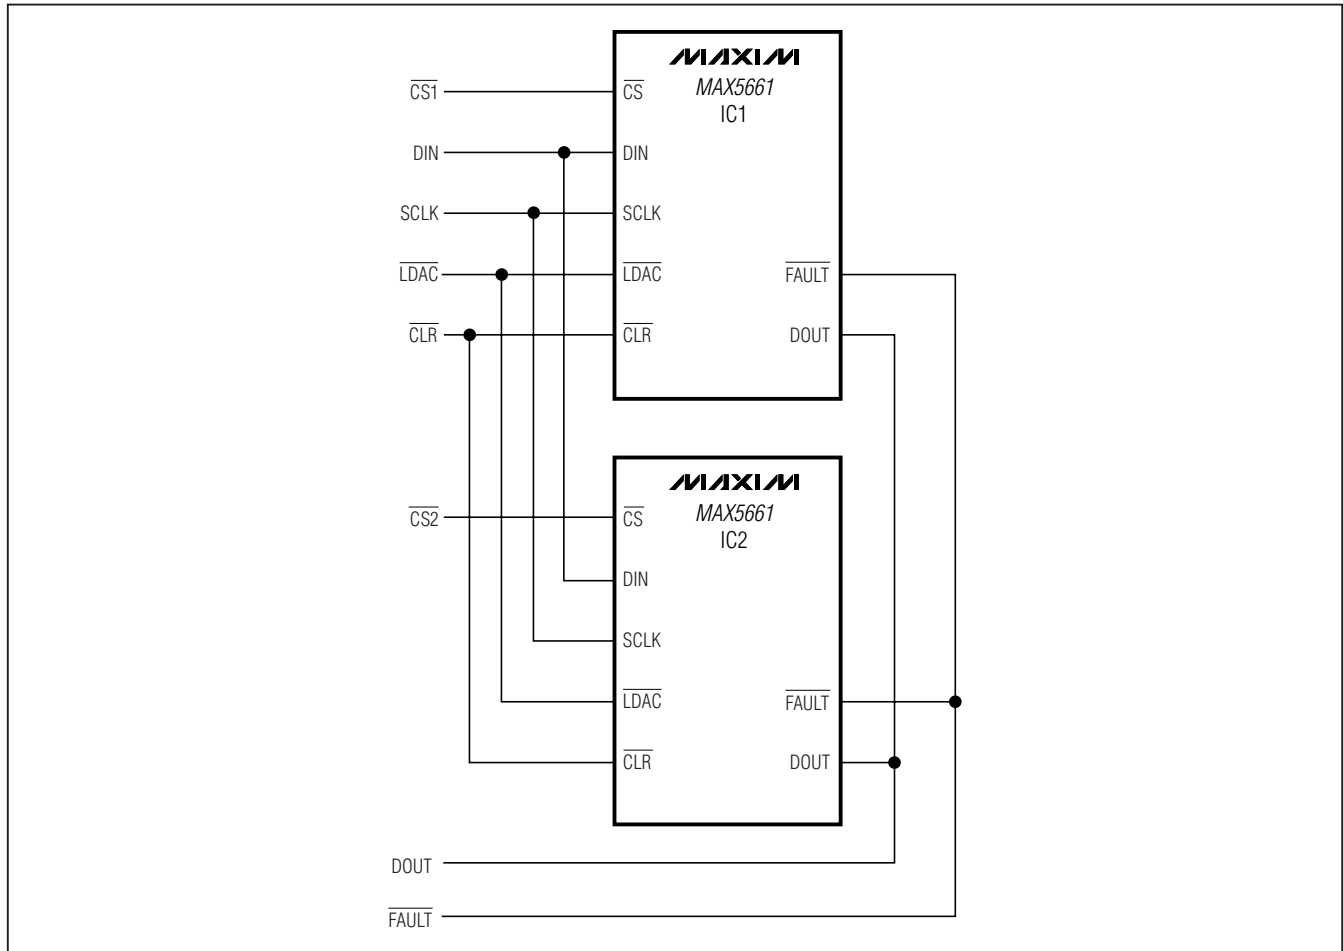 MAXIM
MAX5661
IC1
CS1
CS
DIN
DIN
SCLK
SCLK
LDAC
LDAC
FAULT
CLR
CLR
DOUT
MAXIM
MAX5661
IC2
CS2
CS
DIN
SCLK
LDAC
FAULT
CLR
DOUT
DOUT
FAULT